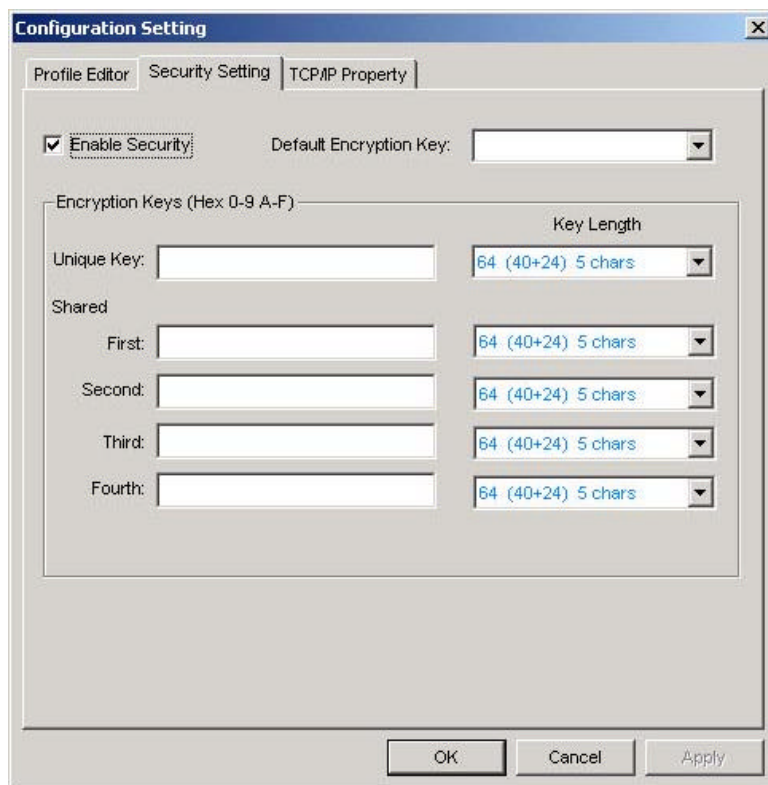 Configuration Setting
Profile Editor Security Setting TCP/IP Property
Enable Security Default Encryption Key:
Encryption Keys (Hex 0-9 A-F)
Key Length
Unique Key: 64 (40+24) 5 chars
Shared
First: 64 (40+24) 5 chars
Second: 64 (40+24) 5 chars
Third: 64 (40+24) 5 chars
Fourth: 64 (40+24) 5 chars
OK Cancel Apply